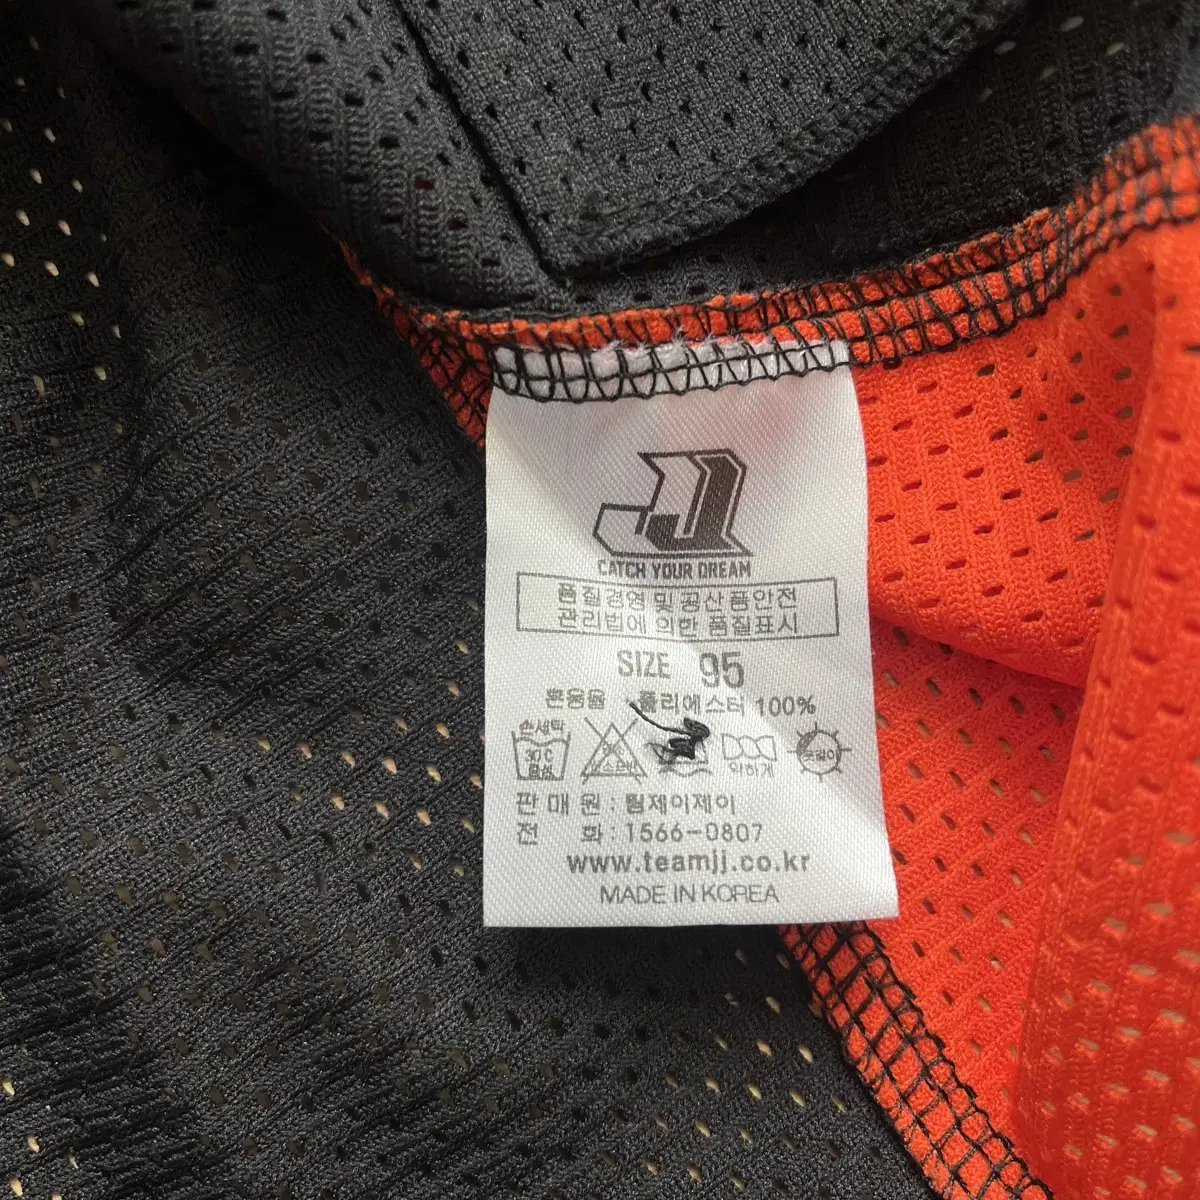 CATCH YOUR DREAM
품질경영 및 공산품안전
관리법에 의한 품질표시
SIZE 95
혼용율 폴리에스터 100%
손세탁
30℃
중성
약하게
판매원 : 팀제이제이
전 화 : 1566-0807
www.teamjj.co.kr
MADE IN KOREA